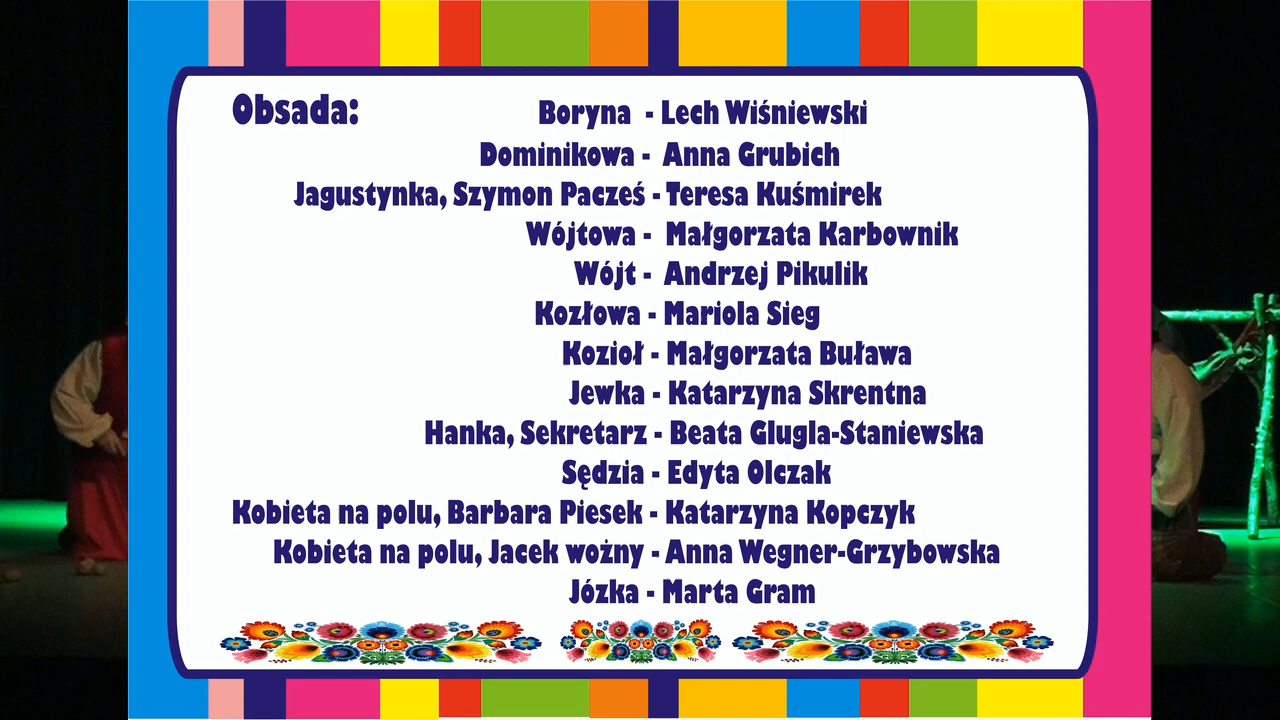 Obsada: Boryna - Lech Wiśniewski
Dominikowa - Anna Grubich
Jagustynka, Szymon Pacześ - Teresa Kuśmirek
Wójtowa - Małgorzata Karbownik
Wójt - Andrzej Pikulik
Kozłowa - Mariola Sieg
Kozioł - Małgorzata Buława
Jewka - Katarzyna Skrentna
Hanka, Sekretarz - Beata Glugla-Staniewska
Sędzia - Edyta Olczak
Kobieta na polu, Barbara Piesek - Katarzyna Kopczyk
Kobieta na polu, Jacek wożny - Anna Wegner-Grzybowska
Józka - Marta Gram